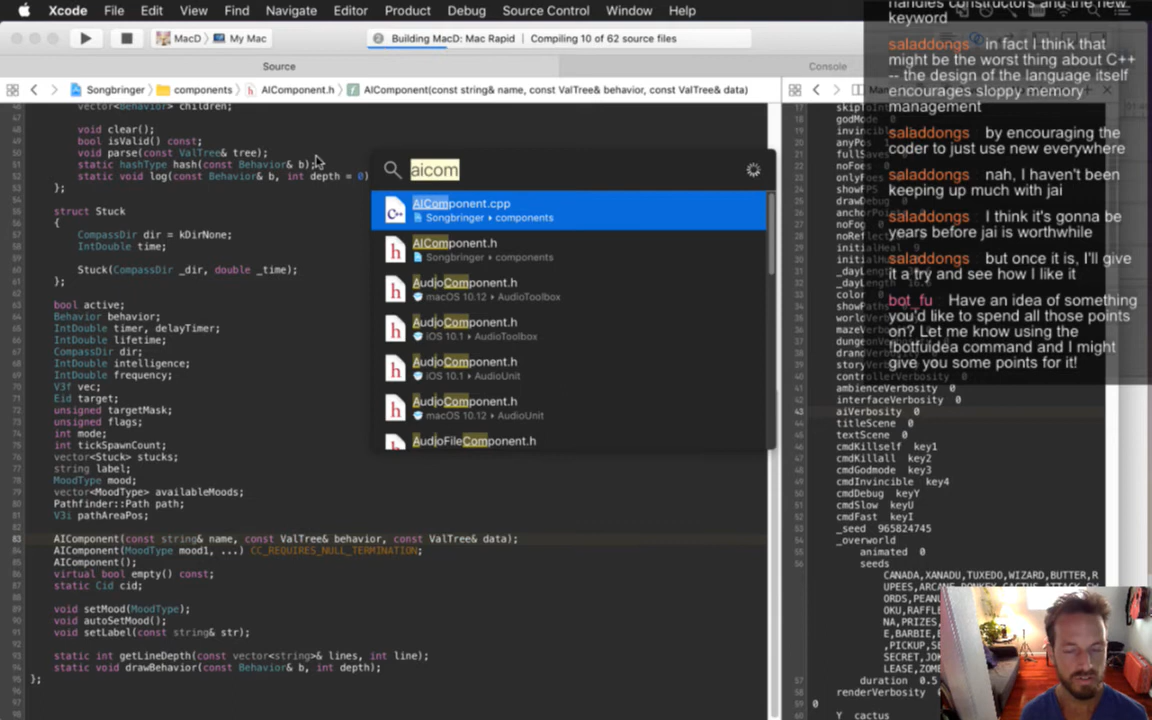 Xcode File Edit View Find Navigate Editor Product Debug Source Control Window Help
MacD My Mac
Building MacD: Mac Rapid Compiling 10 of 62 source files
Source
Console
Songbringer components AIComponent.h AIComponent(const string& name, const ValTree& behavior, const ValTree& data)
vector<Behavior> children;
void clear();
bool isValid() const;
void parse(const ValTree& tree);
static hashType hash(const Behavior& b);
static void log(const Behavior& b, int depth = 0)
};
struct Stuck
{
CompassDir dir = kDirNone;
IntDouble time;
Stuck(CompassDir _dir, double _time);
};
bool active;
Behavior behavior;
IntDouble timer, delayTimer;
IntDouble lifetime;
CompassDir dir;
IntDouble intelligence;
IntDouble frequency;
V3f vec;
Eid target;
unsigned targetMask;
unsigned flags;
int mode;
int tickSpawnCount;
vector<Stuck> stucks;
string label;
MoodType mood;
vector<MoodType> availableMoods;
Pathfinder::Path path;
V3i pathAreaPos;
83 AIComponent(const string& name, const ValTree& behavior, const ValTree& data);
AIComponent(MoodType mood1, ...) CC_REQUIRES_NULL_TERMINATION;
AIComponent();
virtual bool empty() const;
static Cid cid;
void setMood(MoodType);
void autoSetMood();
void setLabel(const string& str);
static int getLineDepth(const vector<string>& lines, int line);
static void drawBehavior(const Behavior& b, int depth);
};
aicom
AIComponent.cpp
Songbringer components
AIComponent.h
Songbringer components
AudioComponent.h
macOS 10.12 AudioToolbox
AudioComponent.h
iOS 10.1 AudioToolbox
AudioComponent.h
iOS 10.1 AudioUnit
AudioComponent.h
macOS 10.12 AudioUnit
AudioFileComponent.h
handles constructors and the new
keyword
saladdongs in fact I think that
might be the worst thing about C++
-- the design of the language itself
encourages sloppy memory
management
saladdongs by encouraging the
coder to just use new everywhere
saladdongs nah, I haven't been
keeping up much with jai
saladdongs I think it's gonna be
years before jai is worthwhile
saladdongs but once it is, I'll give
it a try and see how I like it
bot_fu Have an idea of something
you'd like to spend all those points
on? Let me know using the
!botfuidea command and I might
give you some points for it!
controllerVerbosity 0
ambienceVerbosity 0
interfaceVerbosity 0
aiVerbosity 0
titleScene 0
textScene 0
cmdKillself key1
cmdKillall key2
cmdGodmode key3
cmdInvincible key4
cmdDebug keyY
cmdSlow keyU
cmdFast keyI
_seed 965824745
_overworld
animated 0
seeds
CANADA,XANADU,TUXEDO,WIZARD,BUTTER,R
duration 0.5
renderVerbosity
0
Y cactus